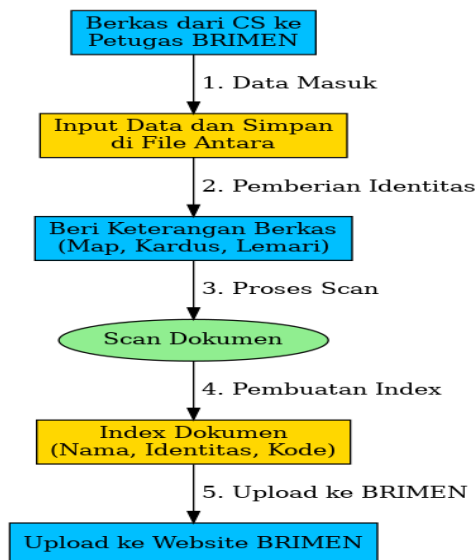 Berkas dari CS ke
Petugas BRIMEN
1. Data Masuk
Input Data dan Simpan
di File Antara
2. Pemberian Identitas
Beri Keterangan Berkas
(Map, Kardus, Lemari)
3. Proses Scan
Scan Dokumen
4. Pembuatan Index
Index Dokumen
(Nama, Identitas, Kode)
5. Upload ke BRIMEN
Upload ke Website BRIMEN